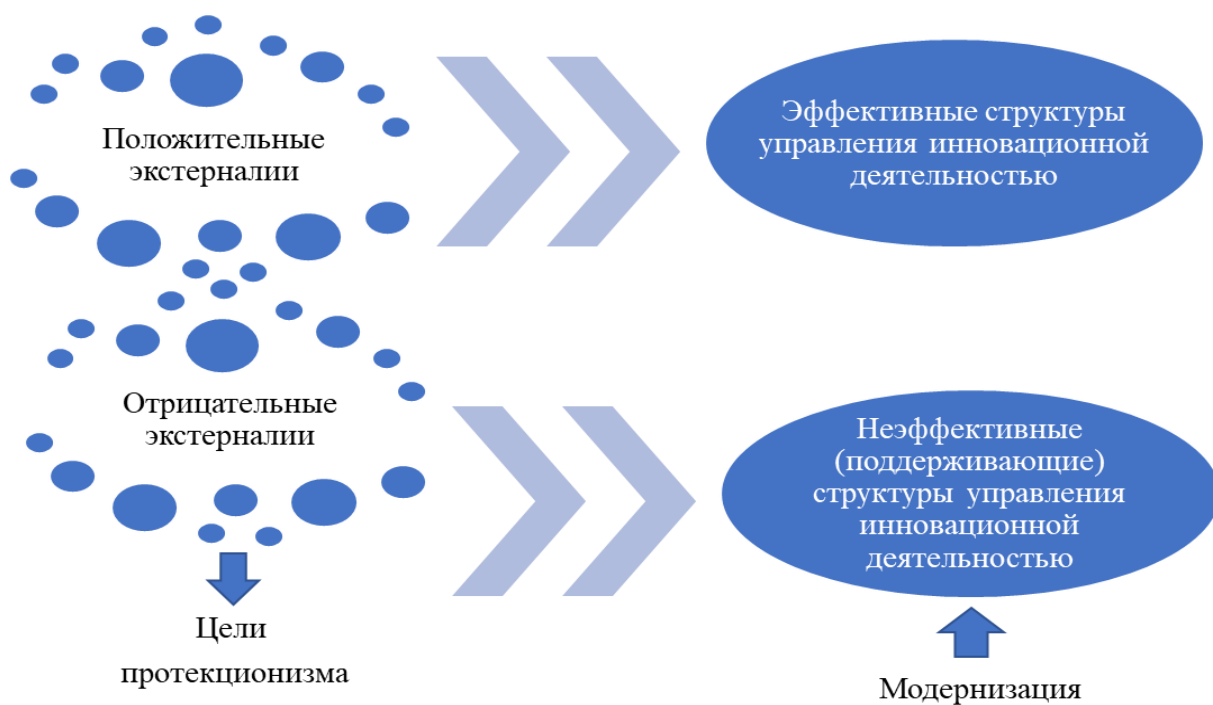 Положительные
экстерналии
Эффективные структуры
управления инновационной
деятельностью
Отрицательные
экстерналии
Неэффективные
(поддерживающие)
структуры управления
инновационной
деятельностью
Цели
протекционизма
Модернизация